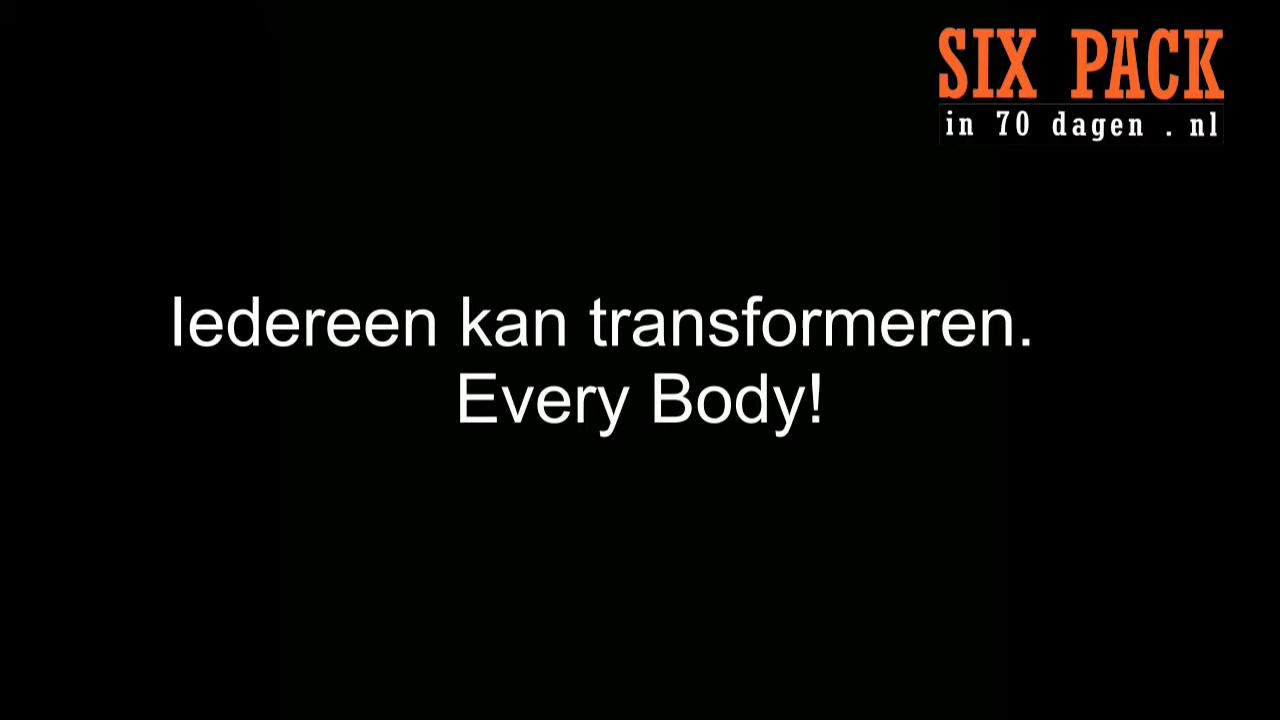 SIX PACK
in 70 dagen . nl
Iedereen kan transformeren.
Every Body!